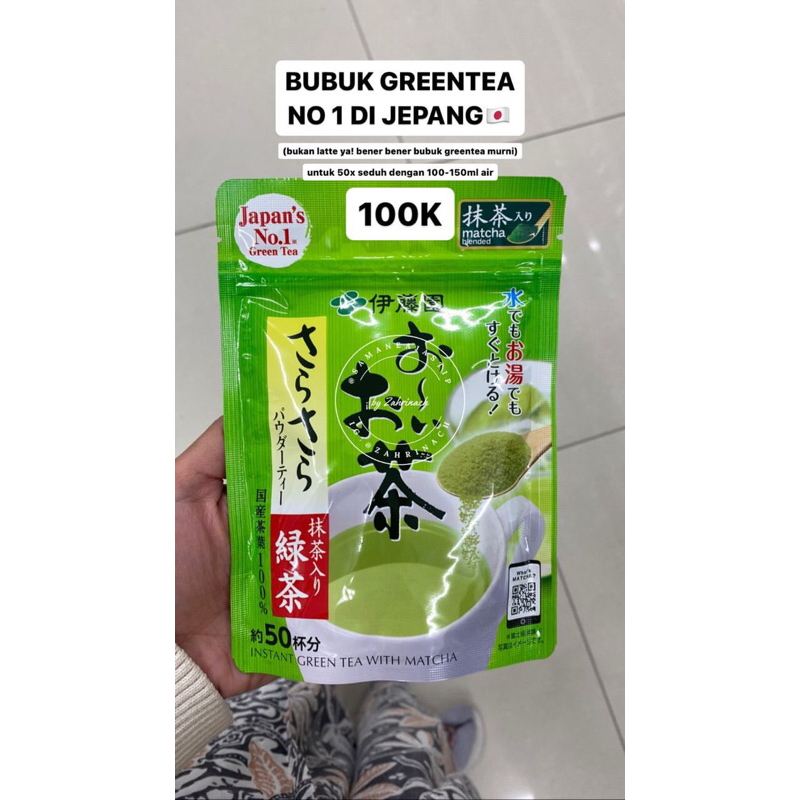 BUBUK GREENTEA
NO 1 DI JEPANG🇯🇵
(bukan latte ya! bener bener bubuk greentea murni)
untuk 50x seduh dengan 100-150ml air
100K
Japan's
No.1
Green Tea
抹茶入り
matcha
blended
伊藤園
水でもお湯でも
すぐとける!
お〜いお茶
さらさら
パウダーティー
抹茶入り
緑茶
国産茶葉100%
by Zahrinach
What's
MATCHA?
約50杯分
INSTANT GREEN TEA WITH MATCHA